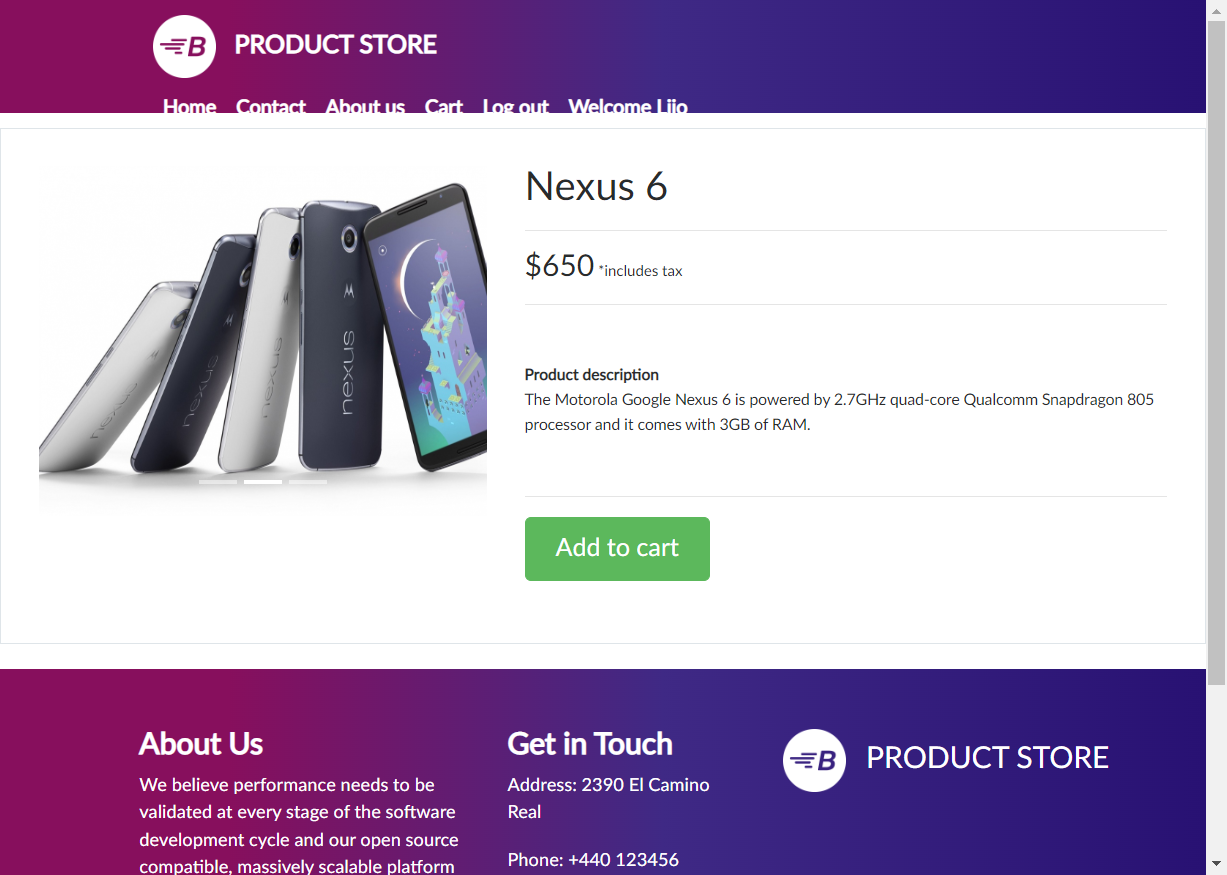 B PRODUCT STORE
Home Contact About us Cart Log out Welcome Lijo
Nexus 6
$650 *includes tax
Product description
The Motorola Google Nexus 6 is powered by 2.7GHz quad-core Qualcomm Snapdragon 805
processor and it comes with 3GB of RAM.
nexus
nexus
nexus
nexus
Add to cart
About Us
We believe performance needs to be
validated at every stage of the software
development cycle and our open source
compatible, massively scalable platform
Get in Touch
Address: 2390 El Camino
Real
Phone: +440 123456
B PRODUCT STORE